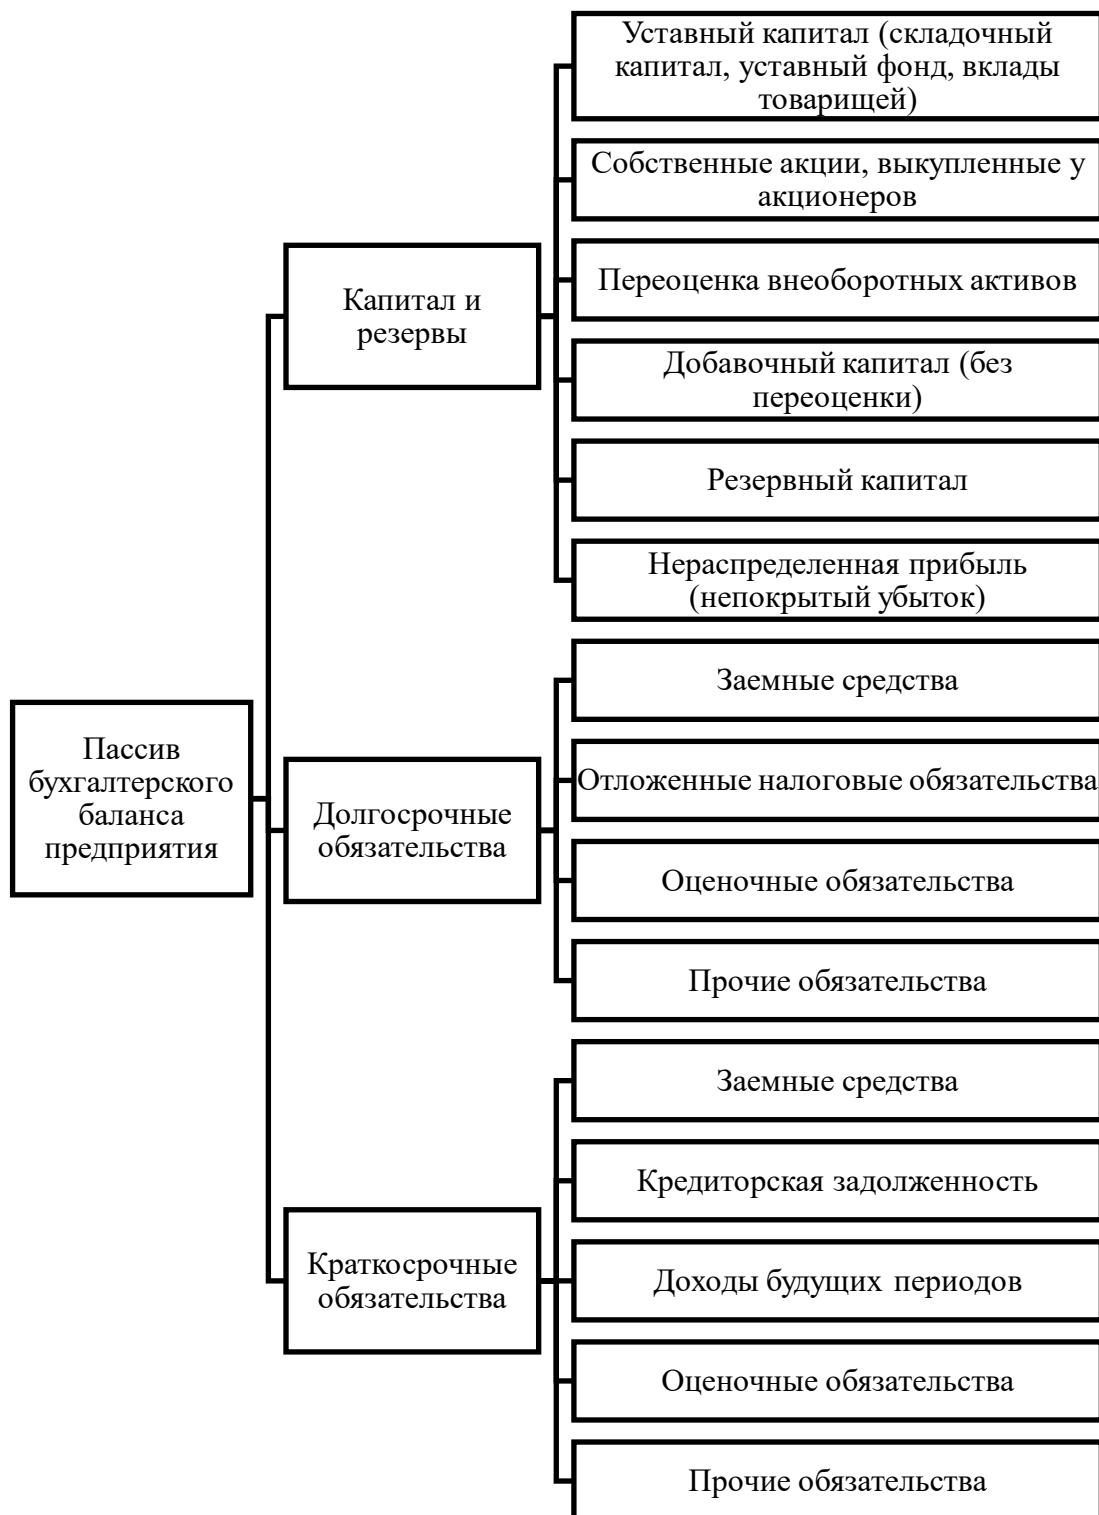 Уставный капитал (складочный
капитал, уставный фонд, вклады
товарищей)
Собственные акции, выкупленные у
акционеров
Переоценка внеоборотных активов
Добавочный капитал (без
переоценки)
Резервный капитал
Нераспределенная прибыль
(непокрытый убыток)
Капитал и
резервы
Заемные средства
Отложенные налоговые обязательства
Оценочные обязательства
Прочие обязательства
Долгосрочные
обязательства
Пассив
бухгалтерского
баланса
предприятия
Заемные средства
Кредиторская задолженность
Доходы будущих периодов
Оценочные обязательства
Прочие обязательства
Краткосрочные
обязательства